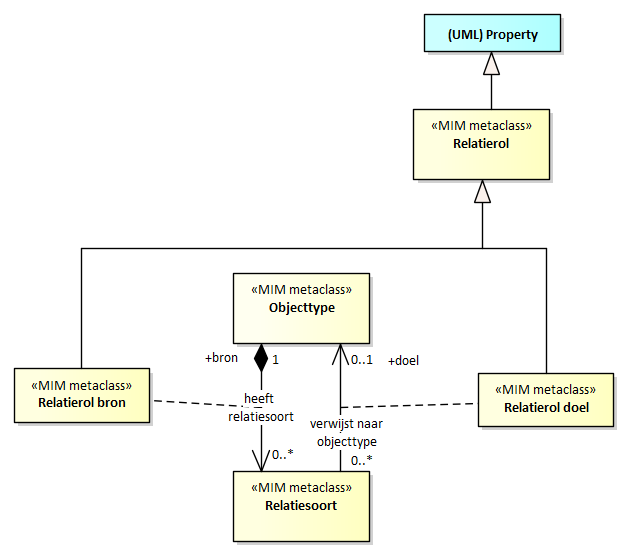 (UML) Property
«MIM metaclass»
Relatierol
«MIM metaclass»
Objecttype
+bron
1
0..1
+doel
«MIM metaclass»
Relatierol bron
«MIM metaclass»
Relatierol doel
heeft
relatiesoort
verwijst naar
objecttype
0..*
0..*
«MIM metaclass»
Relatiesoort